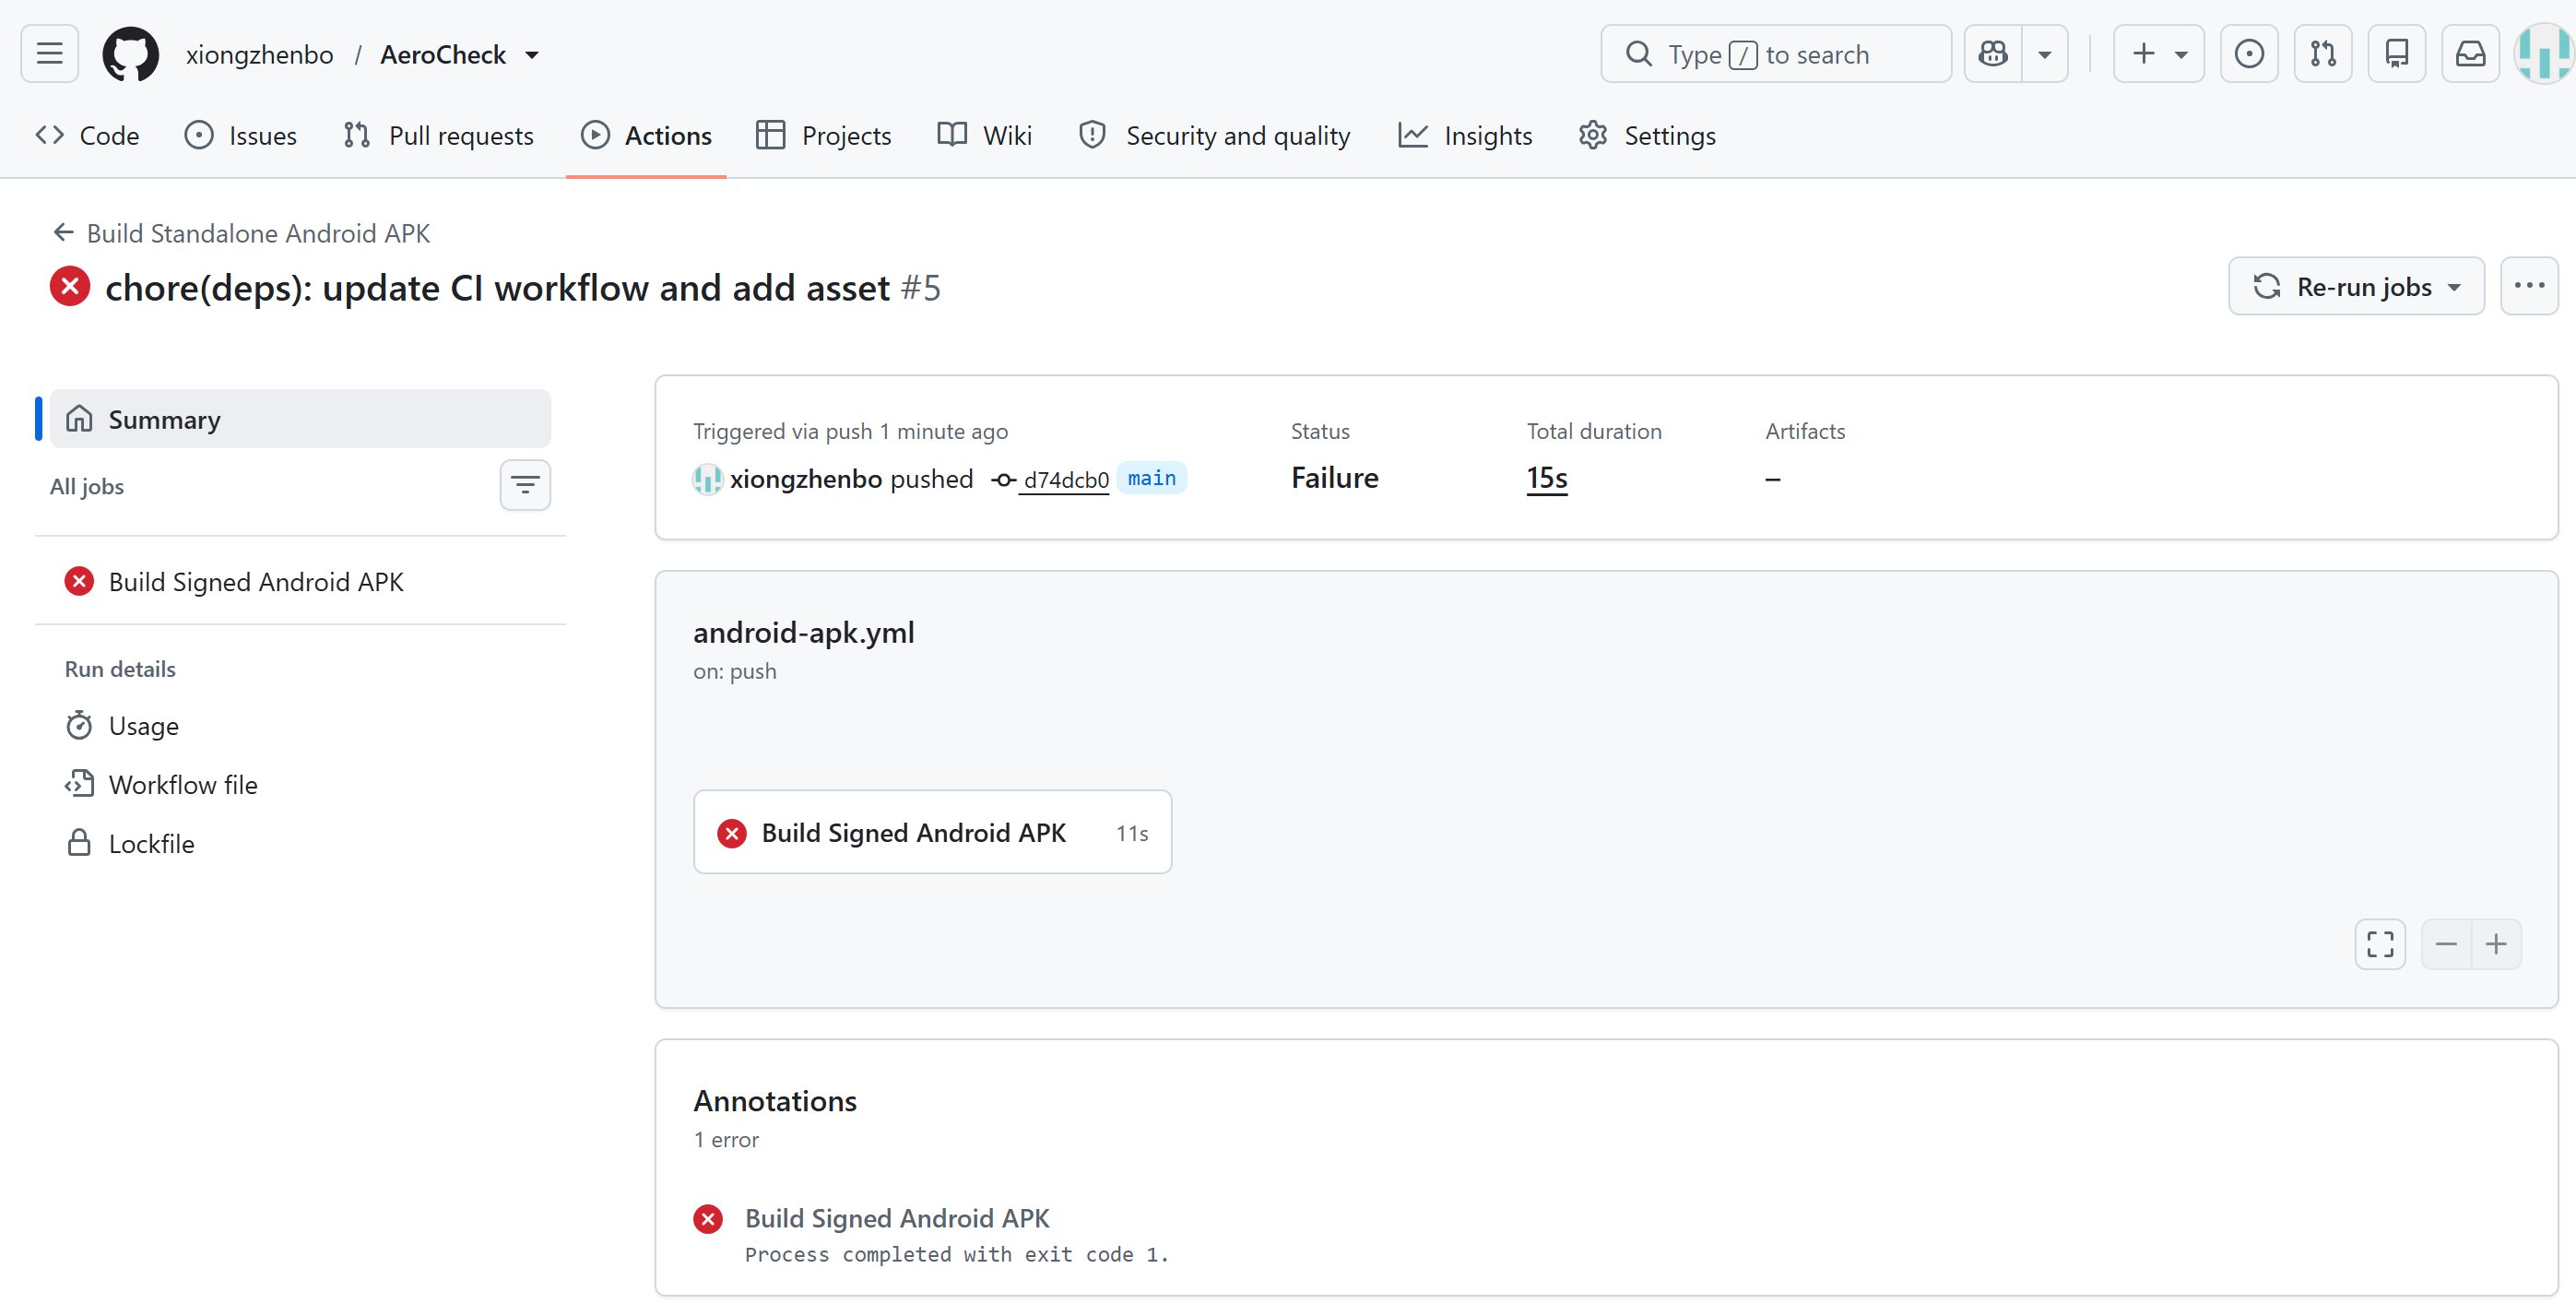 xiongzhenbo / AeroCheck
Type / to search
Code Issues Pull requests Actions Projects Wiki Security and quality Insights Settings
Build Standalone Android APK
chore(deps): update CI workflow and add asset #5
Re-run jobs
Summary
All jobs
Build Signed Android APK
Run details
Usage
Workflow file
Lockfile
Triggered via push 1 minute ago
xiongzhenbo pushed d74dcb0 main
Status
Failure
Total duration
15s
Artifacts
–
android-apk.yml
on: push
Build Signed Android APK 11s
Annotations
1 error
Build Signed Android APK
Process completed with exit code 1.